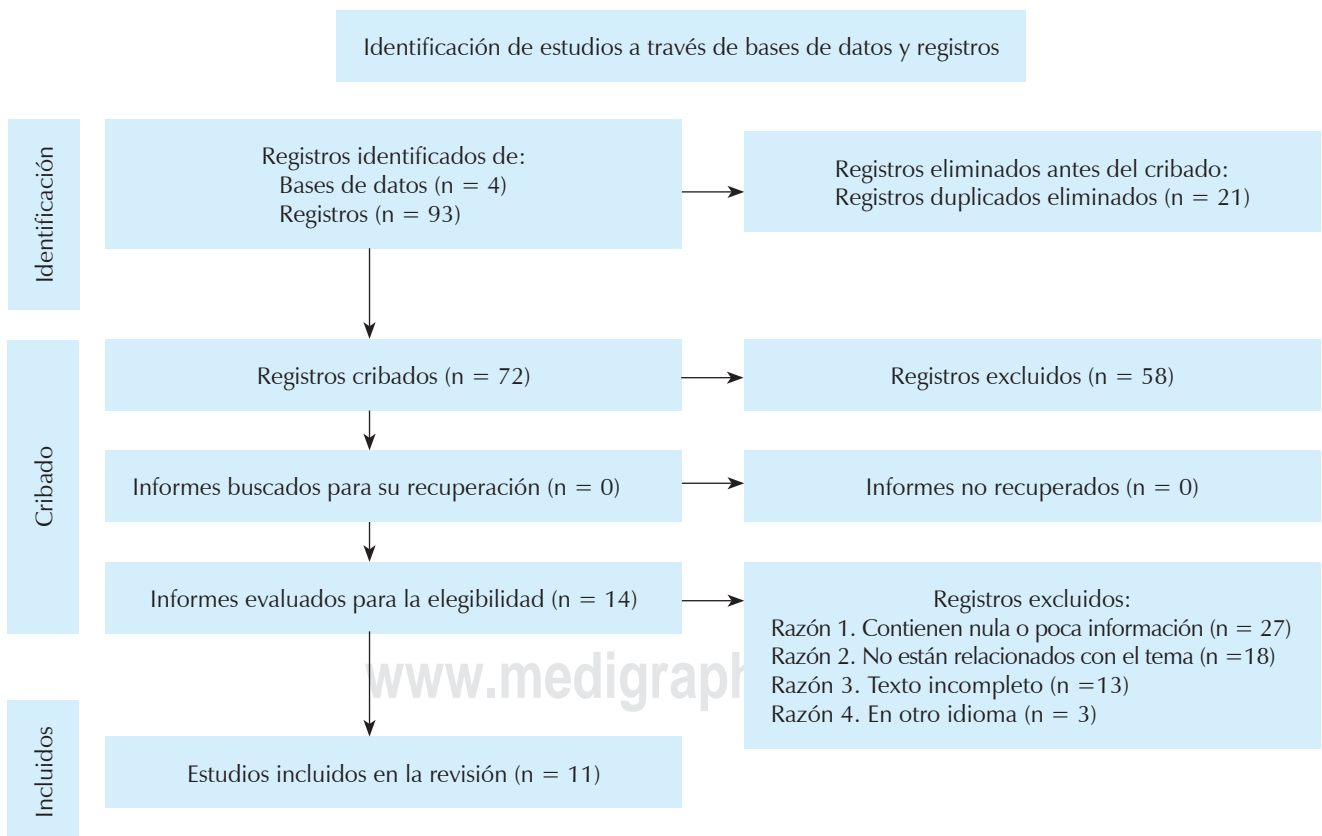 Identificación de estudios a través de bases de datos y registros
Identificación
Registros identificados de:
Bases de datos (n = 4)
Registros (n = 93)
Registros eliminados antes del cribado:
Registros duplicados eliminados (n = 21)
Cribado
Registros cribados (n = 72)
Registros excluidos (n = 58)
Informes buscados para su recuperación (n = 0)
Informes no recuperados (n = 0)
Informes evaluados para la elegibilidad (n = 14)
Registros excluidos:
Razón 1. Contienen nula o poca información (n = 27)
Razón 2. No están relacionados con el tema (n =18)
Razón 3. Texto incompleto (n =13)
Razón 4. En otro idioma (n = 3)
www.medigraph
Incluidos
Estudios incluidos en la revisión (n = 11)